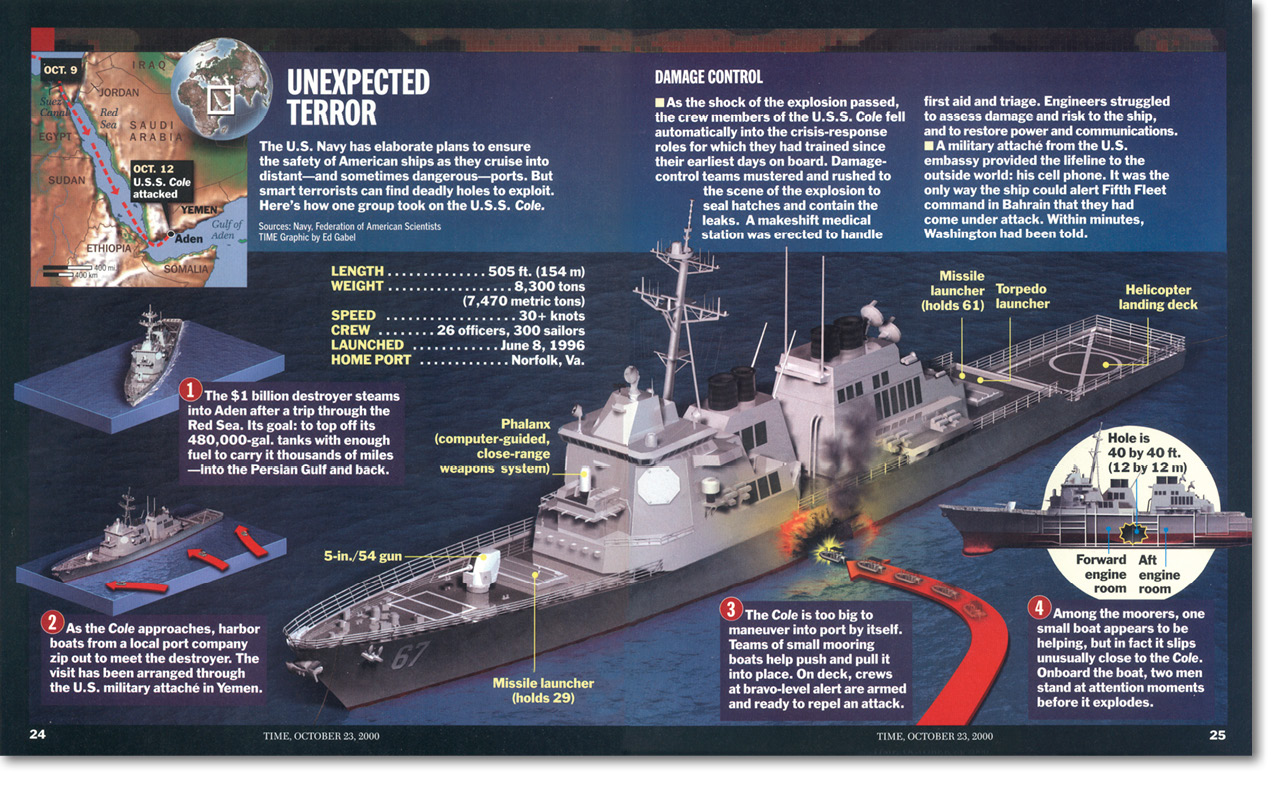 OCT. 9
IRAQ
JORDAN
Suez
Canal
Red
Sea
EGYPT
SAUDI
ARABIA
OCT. 12
U.S.S. Cole
attacked
SUDAN
YEMEN
Gulf of
Aden
Aden
ETHIOPIA
SOMALIA
400 mi.
400 km
UNEXPECTED
TERROR
The U.S. Navy has elaborate plans to ensure
the safety of American ships as they cruise into
distant—and sometimes dangerous—ports. But
smart terrorists can find deadly holes to exploit.
Here's how one group took on the U.S.S. Cole.
Sources: Navy, Federation of American Scientists
TIME Graphic by Ed Gabel
DAMAGE CONTROL
■ As the shock of the explosion passed,
the crew members of the U.S.S. Cole fell
automatically into the crisis-response
roles for which they had trained since
their earliest days on board. Damage-
control teams mustered and rushed to
the scene of the explosion to
seal hatches and contain the
leaks. A makeshift medical
station was erected to handle
first aid and triage. Engineers struggled
to assess damage and risk to the ship,
and to restore power and communications.
■ A military attaché from the U.S.
embassy provided the lifeline to the
outside world: his cell phone. It was the
only way the ship could alert Fifth Fleet
command in Bahrain that they had
come under attack. Within minutes,
Washington had been told.
LENGTH .............. 505 ft. (154 m)
WEIGHT ................. 8,300 tons
(7,470 metric tons)
SPEED ................... 30+ knots
CREW ........ 26 officers, 300 sailors
LAUNCHED ............ June 8, 1996
HOME PORT ............. Norfolk, Va.
Missile
launcher
(holds 61)
Torpedo
launcher
Helicopter
landing deck
1 The $1 billion destroyer steams
into Aden after a trip through the
Red Sea. Its goal: to top off its
480,000-gal. tanks with enough
fuel to carry it thousands of miles
—into the Persian Gulf and back.
Phalanx
(computer-guided,
close-range
weapons system)
Hole is
40 by 40 ft.
(12 by 12 m)
Forward
engine
room
Aft
engine
room
5-in./54 gun
67
Missile launcher
(holds 29)
2 As the Cole approaches, harbor
boats from a local port company
zip out to meet the destroyer. The
visit has been arranged through
the U.S. military attaché in Yemen.
3 The Cole is too big to
maneuver into port by itself.
Teams of small mooring
boats help push and pull it
into place. On deck, crews
at bravo-level alert are armed
and ready to repel an attack.
4 Among the moorers, one
small boat appears to be
helping, but in fact it slips
unusually close to the Cole.
Onboard the boat, two men
stand at attention moments
before it explodes.
24
TIME, OCTOBER 23, 2000
TIME, OCTOBER 23, 2000
25